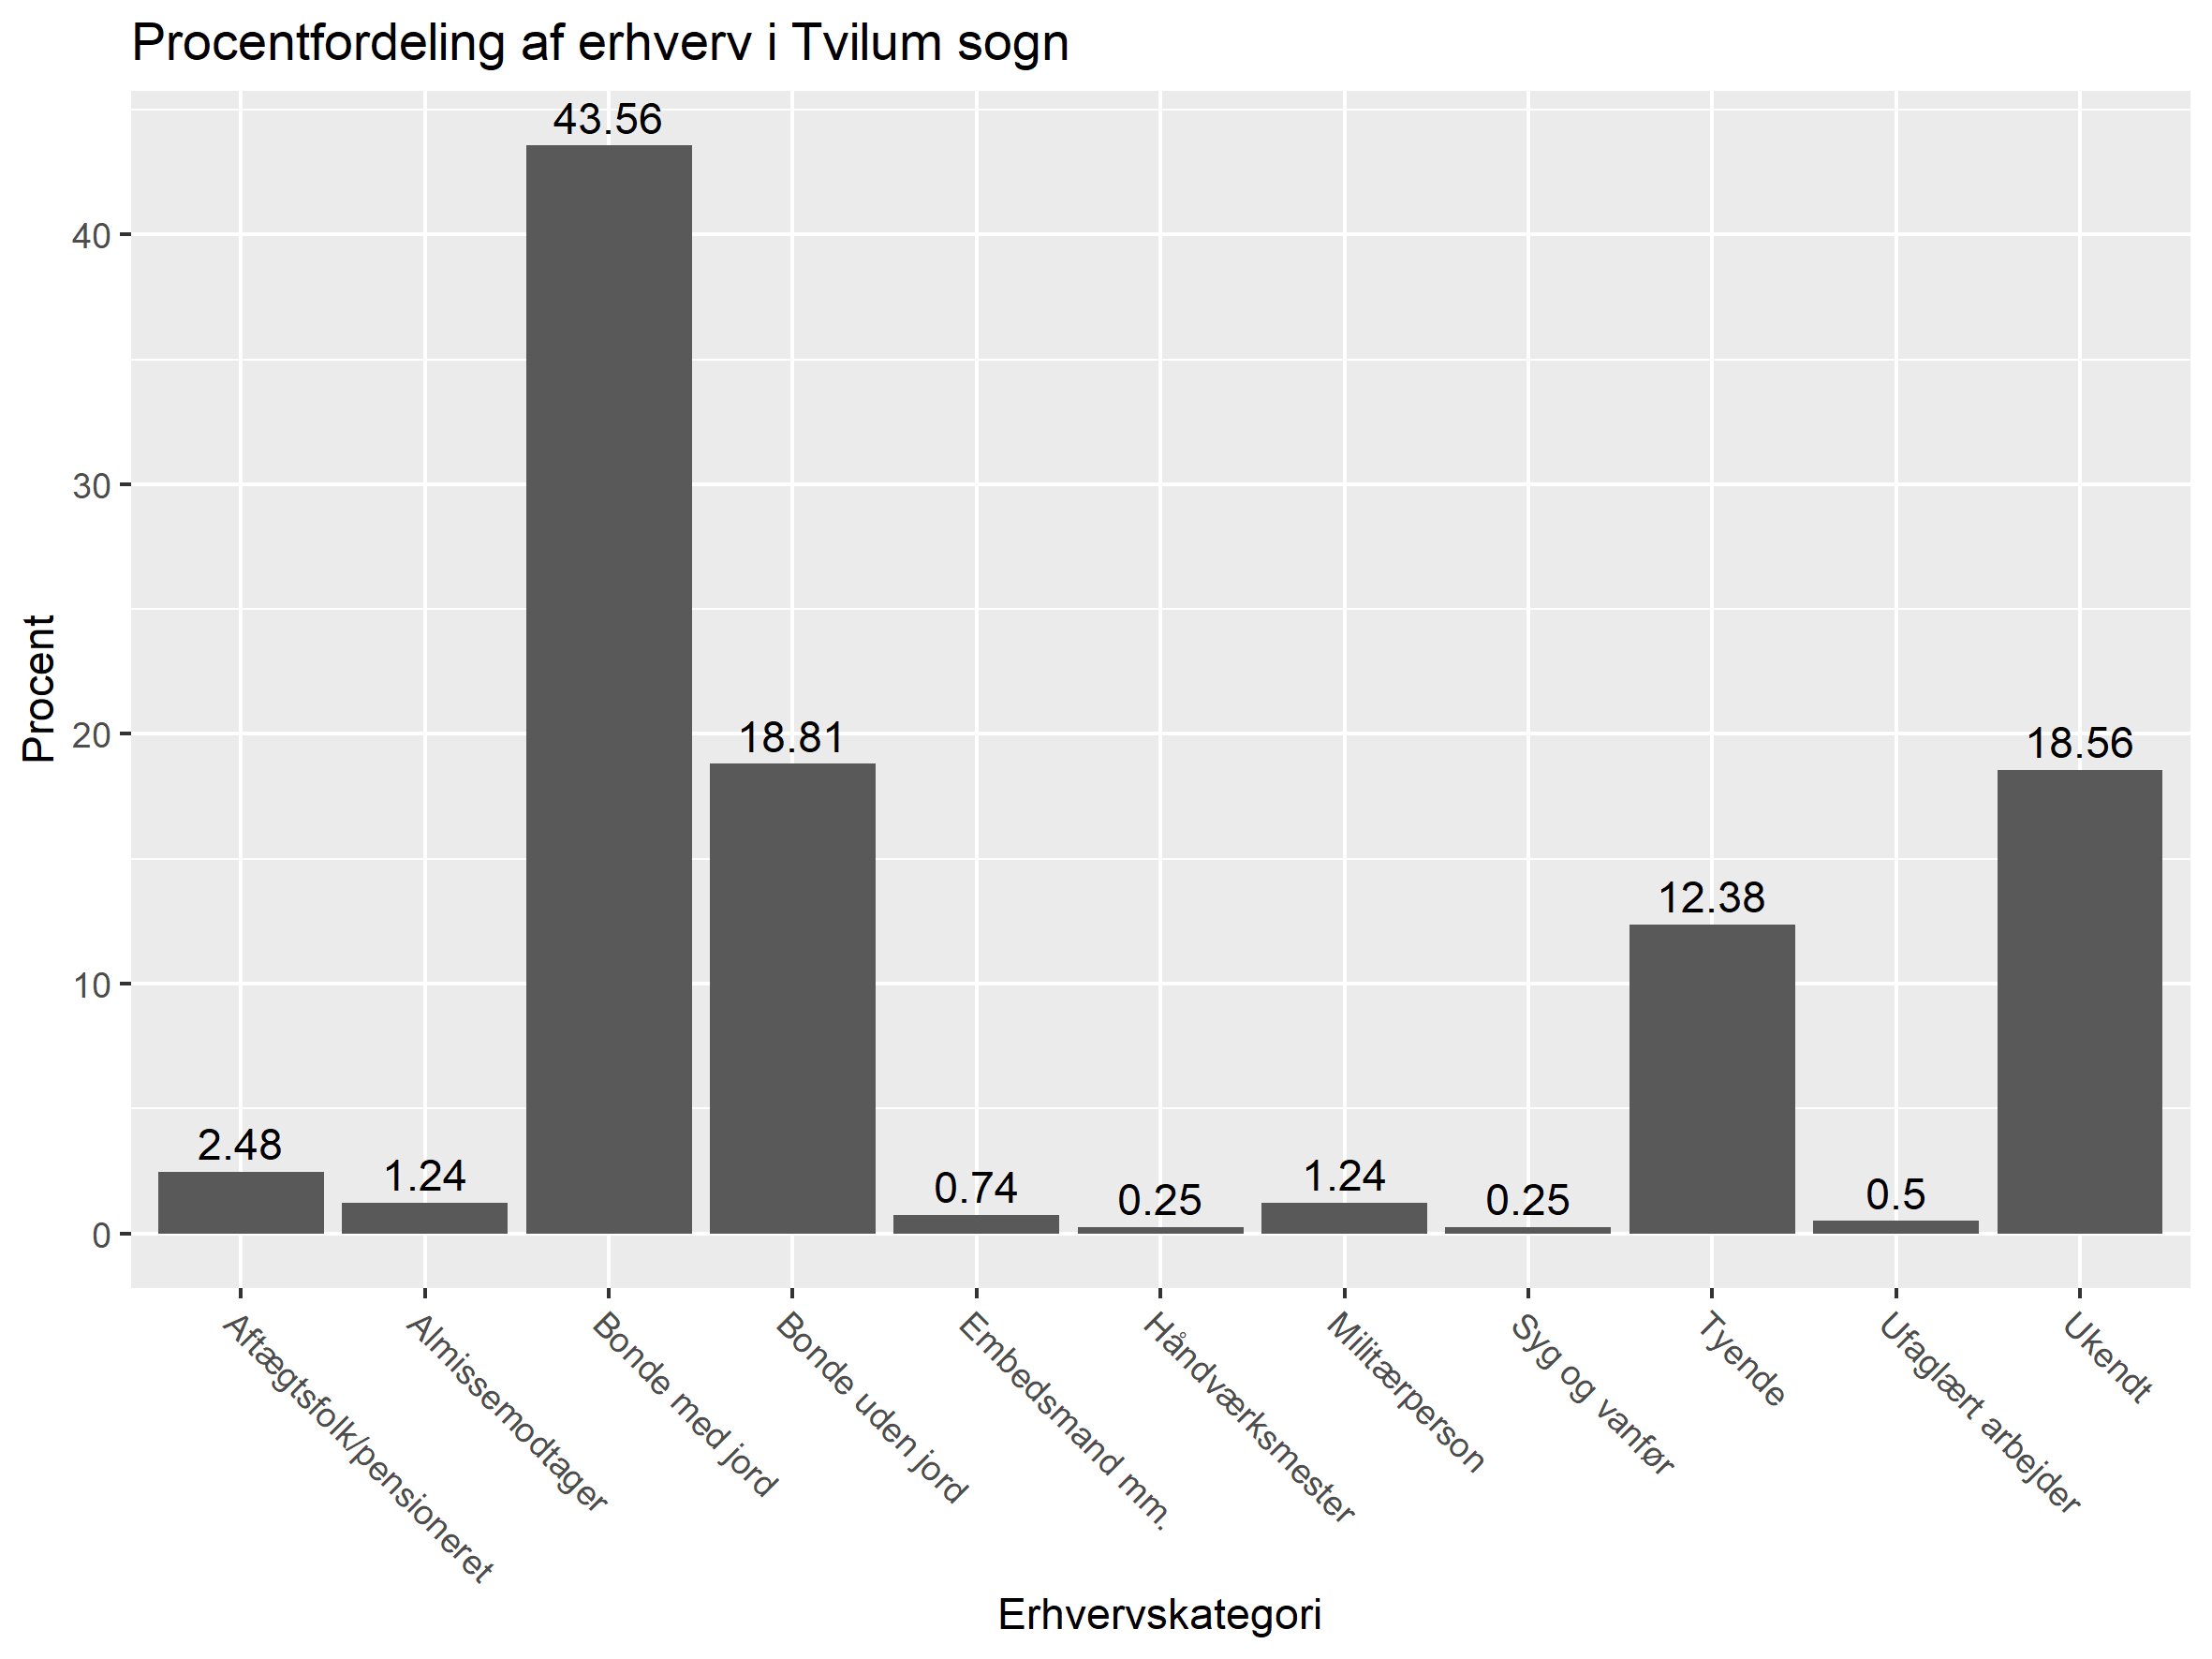 Procentfordeling af erhverv i Tvilum sogn
Procent
40
30
20
10
0
2.48
1.24
43.56
18.81
0.74
0.25
1.24
0.25
12.38
0.5
18.56
Aftægtsfolk/pensioneret
Almissemodtager
Bonde med jord
Bonde uden jord
Embedsmand mm.
Håndværksmester
Militærperson
Syg og vanfør
Tyende
Ufaglært arbejder
Ukendt
Erhvervskategori